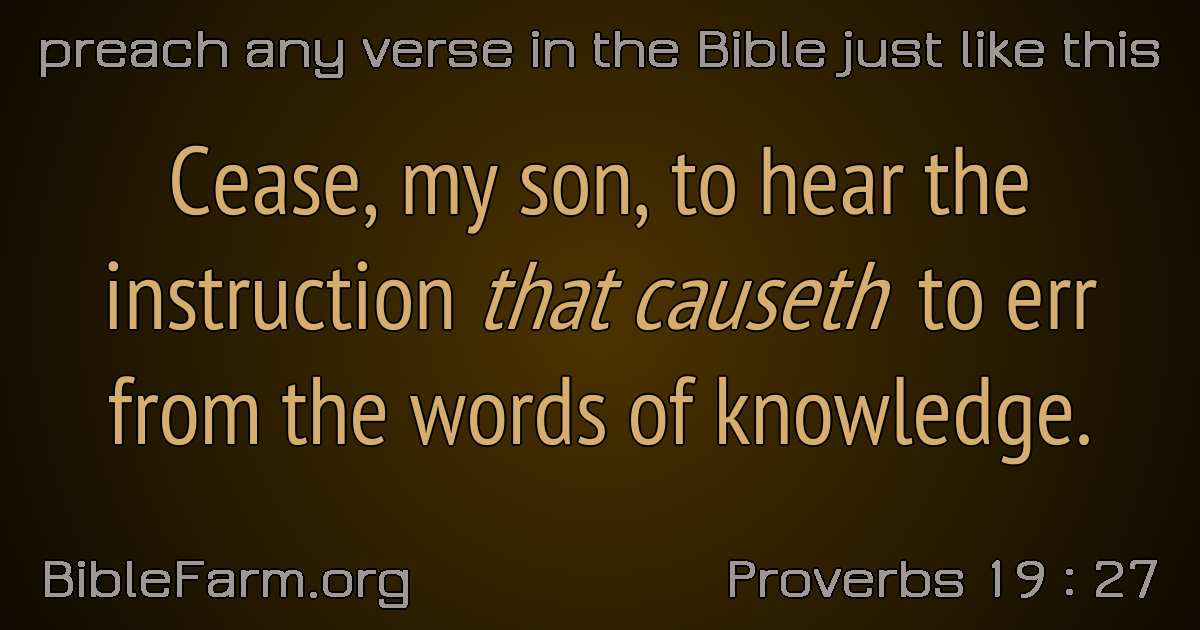 preach any verse in the Bible just like this
Cease, my son, to hear the
instruction that causeth to err
from the words of knowledge.
BibleFarm.org
Proverbs 19 : 27